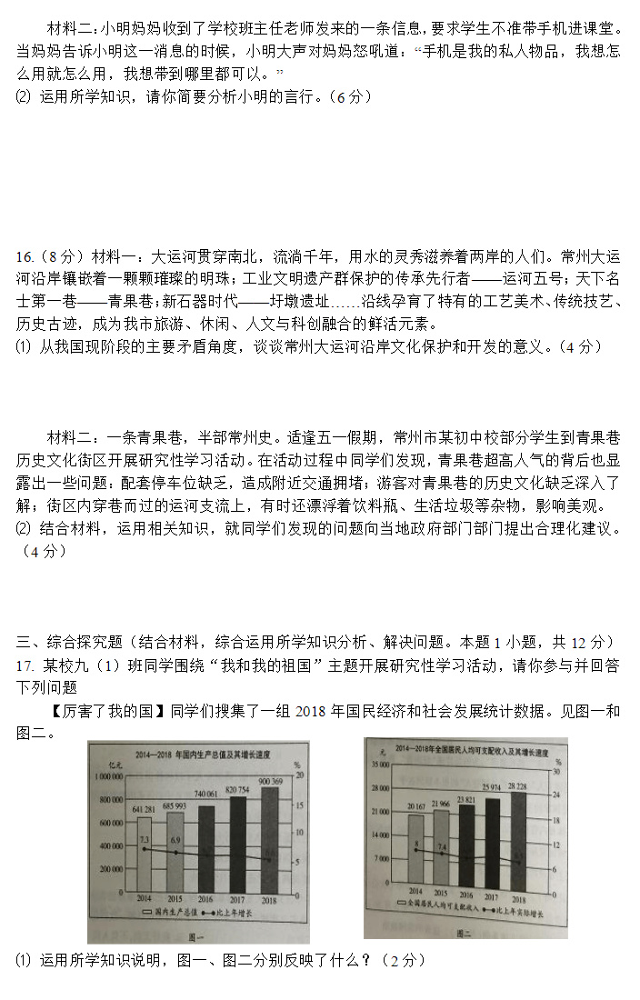 材料二：小明妈妈收到了学校班主任老师发来的一条信息，要求学生不准带手机进课堂。
当妈妈告诉小明这一消息的时候，小明大声对妈妈怒吼道：“手机是我的私人物品，我想怎
么用就怎么用，我想带到哪里都可以。”
⑵ 运用所学知识，请你简要分析小明的言行。（6 分）
16.（8 分）材料一：大运河贯穿南北，流淌千年，用水的灵秀滋养着两岸的人们。常州大运
河沿岸镶嵌着一颗颗璀璨的明珠；工业文明遗产群保护的传承先行者——运河五号；天下名
士第一巷——青果巷；新石器时代——圩墩遗址……沿线孕育了特有的工艺美术、传统技艺、
历史古迹，成为我市旅游、休闲、人文与科创融合的鲜活元素。
⑴ 从我国现阶段的主要矛盾角度，谈谈常州大运河沿岸文化保护和开发的意义。（4 分）
材料二：一条青果巷，半部常州史。适逢五一假期，常州市某初中校部分学生到青果巷
历史文化街区开展研究性学习活动。在活动过程中同学们发现，青果巷超高人气的背后也显
露出一些问题：配套停车位缺乏，造成附近交通拥堵；游客对青果巷的历史文化缺乏深入了
解；街区内穿巷而过的运河支流上，有时还漂浮着饮料瓶、生活垃圾等杂物，影响美观。
⑵ 结合材料，运用相关知识，就同学们发现的问题向当地政府部门部门提出合理化建议。
（4 分）
三、综合探究题（结合材料，综合运用所学知识分析、解决问题。本题 1 小题，共 12 分）
17. 某校九（1）班同学围绕“我和我的祖国”主题开展研究性学习活动，请你参与并回答
下列问题
【厉害了我的国】同学们搜集了一组 2018 年国民经济和社会发展统计数据。见图一和
图二。
2014—2018 年国内生产总值及其增长速度
亿元 %
1 000 000 20
800 000 15
600 000 10
400 000 5
200 000
0 0
641 281 685 993 740 061 820 754 900 369
7.3 6.9
2014 2015 2016 2017 2018
国内生产总值 比上年增长
图一
2014—2018年全国居民人均可支配收入及其增长速度
元 %
35 000 30
28 000 24
21 000 18
14 000 12
7 000 6
0 0
20 167 21 966 23 821 25 974 28 228
8 7.4
2014 2015 2016 2017 2018
全国居民人均可支配收入 比上年实际增长
图二
⑴ 运用所学知识说明，图一、图二分别反映了什么？（2 分）